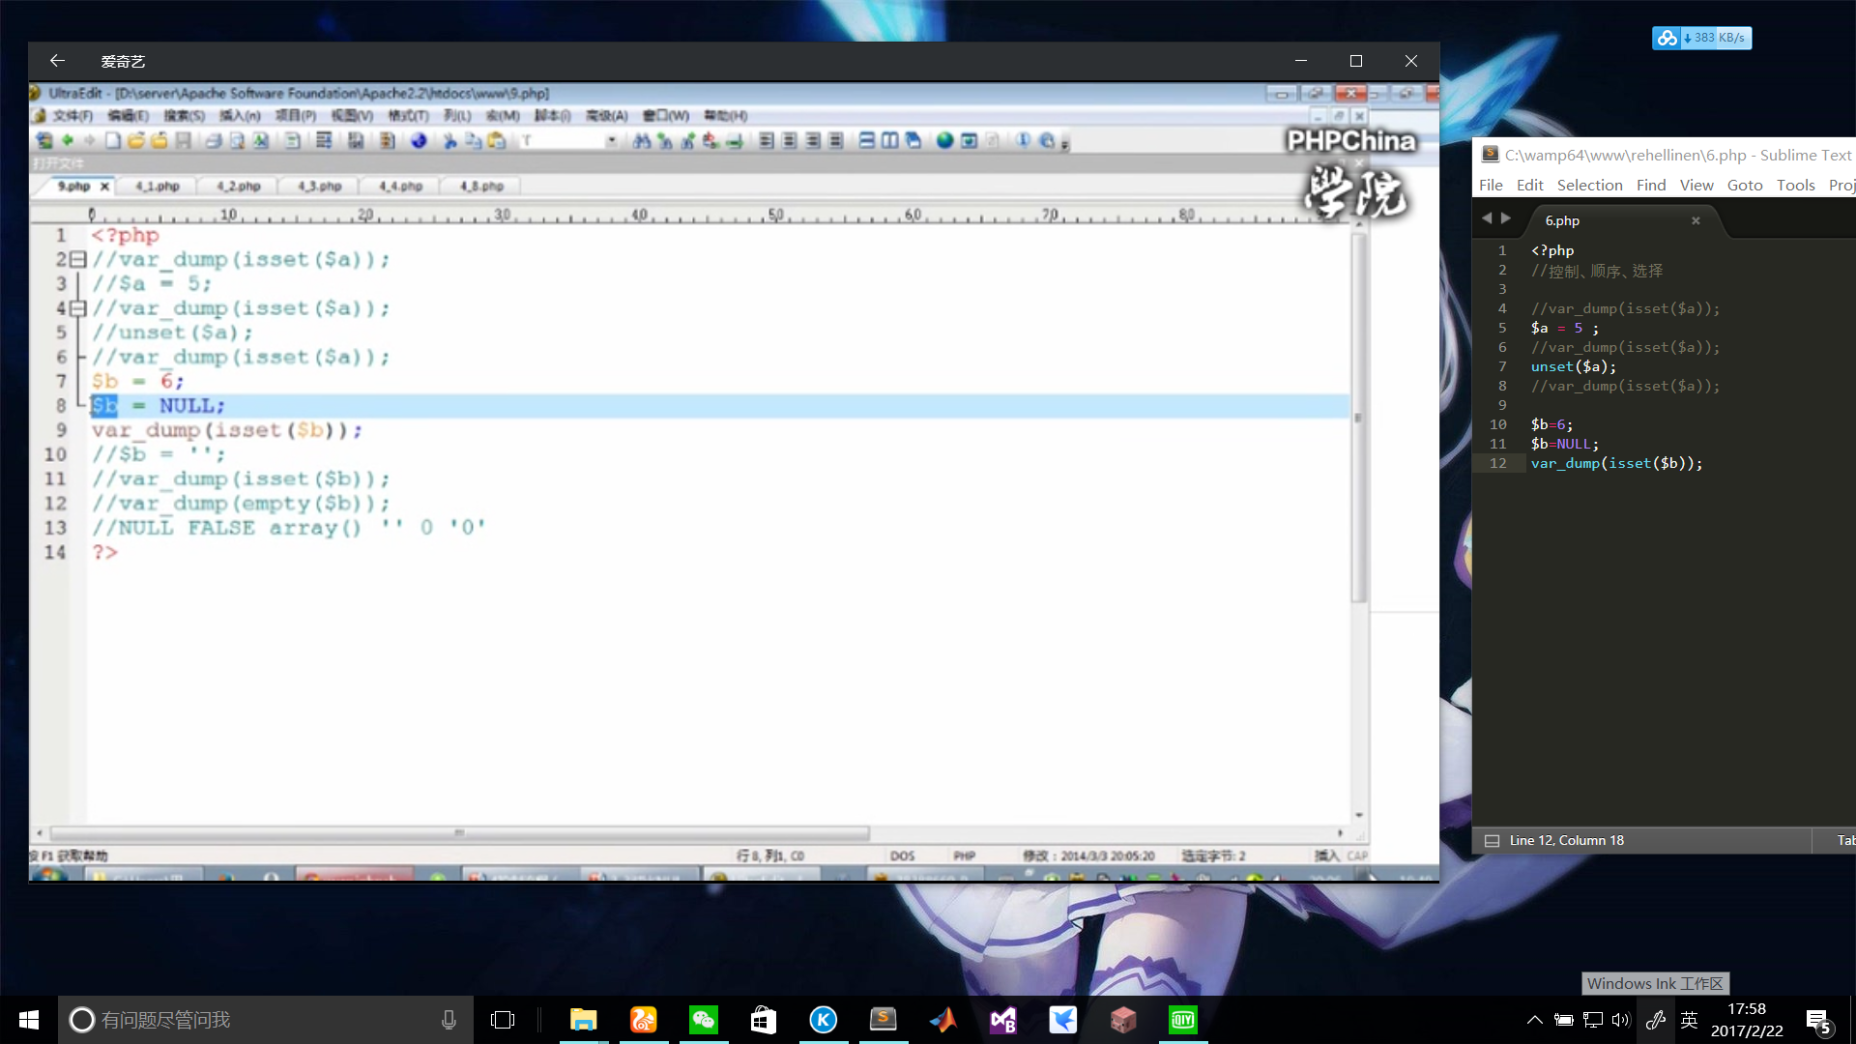 383 KB/s
爱奇艺
UltraEdit - [D:\server\Apache Software Foundation\Apache2.2\htdocs\www\9.php]
文件(F) 编辑(E) 搜索(S) 插入(n) 项目(P) 视图(V) 格式(T) 列(L) 宏(M) 脚本(i) 高级(A) 窗口(W) 帮助(H)
PHPChina
學院
打开文件
9.php 4_1.php 4_2.php 4_3.php 4_4.php 4_8.php
0 10 20 30 40 50 60 70 80
1 <?php
2 //var_dump(isset($a));
3 //$a = 5;
4 //var_dump(isset($a));
5 //unset($a);
6 //var_dump(isset($a));
7 $b = 6;
8 $b = NULL;
9 var_dump(isset($b));
10 //$b = '';
11 //var_dump(isset($b));
12 //var_dump(empty($b));
13 //NULL FALSE array() '' 0 '0'
14 ?>
按 F1 获取帮助 行 8, 列1, C0 DOS PHP 修改：2014/3/3 20:05:20 选定字节: 2 插入 CAP
C:\wamp64\www\rehellinen\6.php - Sublime Text
File Edit Selection Find View Goto Tools Proj
6.php
1 <?php
2 //控制、顺序、选择
3
4 //var_dump(isset($a));
5 $a = 5 ;
6 //var_dump(isset($a));
7 unset($a);
8 //var_dump(isset($a));
9
10 $b=6;
11 $b=NULL;
12 var_dump(isset($b));
Line 12, Column 18 Tab
Windows Ink 工作区
有问题尽管问我
QIY
英
17:58
2017/2/22
5